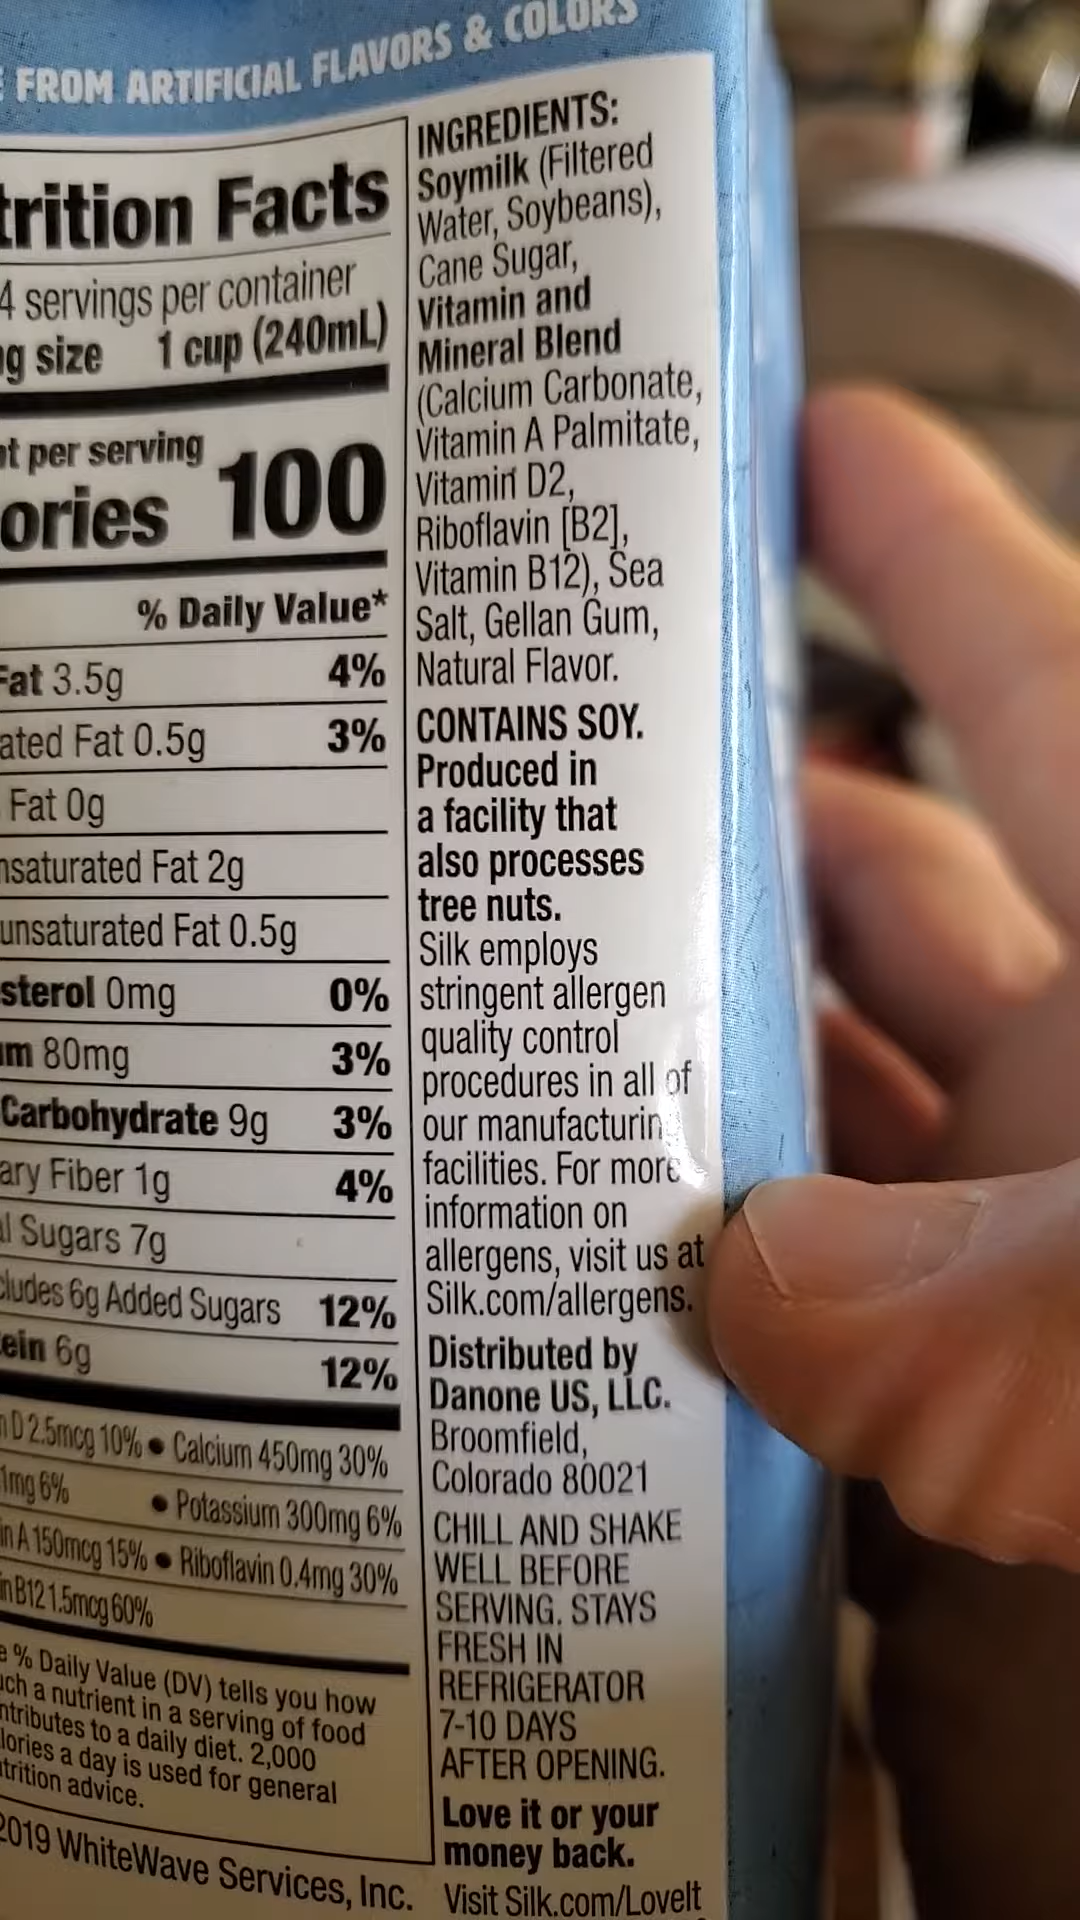 FROM ARTIFICIAL FLAVORS & COLORS
trition Facts
4 servings per container
ng size 1 cup (240mL)
nt per serving
ories 100
% Daily Value*
Fat 3.5g 4%
ated Fat 0.5g 3%
Fat 0g
nsaturated Fat 2g
unsaturated Fat 0.5g
sterol 0mg 0%
um 80mg 3%
Carbohydrate 9g 3%
ary Fiber 1g 4%
al Sugars 7g
cludes 6g Added Sugars 12%
ein 6g 12%
n D 2.5mcg 10% • Calcium 450mg 30%
1mg 6% • Potassium 300mg 6%
in A 150mcg 15% • Riboflavin 0.4mg 30%
in B12 1.5mcg 60%
e % Daily Value (DV) tells you how
uch a nutrient in a serving of food
ntributes to a daily diet. 2,000
lories a day is used for general
trition advice.
2019 WhiteWave Services, Inc.
INGREDIENTS:
Soymilk (Filtered
Water, Soybeans),
Cane Sugar,
Vitamin and
Mineral Blend
(Calcium Carbonate,
Vitamin A Palmitate,
Vitamin D2,
Riboflavin [B2],
Vitamin B12), Sea
Salt, Gellan Gum,
Natural Flavor.
CONTAINS SOY.
Produced in
a facility that
also processes
tree nuts.
Silk employs
stringent allergen
quality control
procedures in all of
our manufacturing
facilities. For more
information on
allergens, visit us at
Silk.com/allergens.
Distributed by
Danone US, LLC.
Broomfield,
Colorado 80021
CHILL AND SHAKE
WELL BEFORE
SERVING. STAYS
FRESH IN
REFRIGERATOR
7-10 DAYS
AFTER OPENING.
Love it or your
money back.
Visit Silk.com/LoveIt